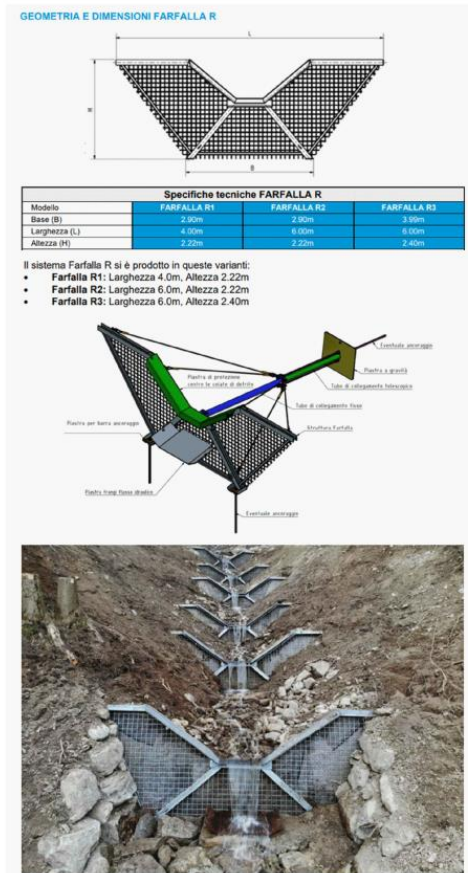 GEOMETRIA E DIMENSIONI FARFALLA R
L
H
B
Specifiche tecniche FARFALLA R
Modello FARFALLA R1 FARFALLA R2 FARFALLA R3
Base (B) 2.90m 2.90m 3.99m
Larghezza (L) 4.00m 6.00m 6.00m
Altezza (H) 2.22m 2.22m 2.40m
Il sistema Farfalla R si è prodotto in queste varianti:
• Farfalla R1: Larghezza 4.0m, Altezza 2.22m
• Farfalla R2: Larghezza 6.0m, Altezza 2.22m
• Farfalla R3: Larghezza 6.0m, Altezza 2.40m
Eventuale ancoraggio
Piastra a gravità
Piastra di protezione
contro le colate di detrito
Tubo di collegamento telescopico
Tubo di collegamento fisso
Piastra per barra ancoraggio
Struttura Farfalla
Piastra rompi flusso idraulico
Eventuale ancoraggio